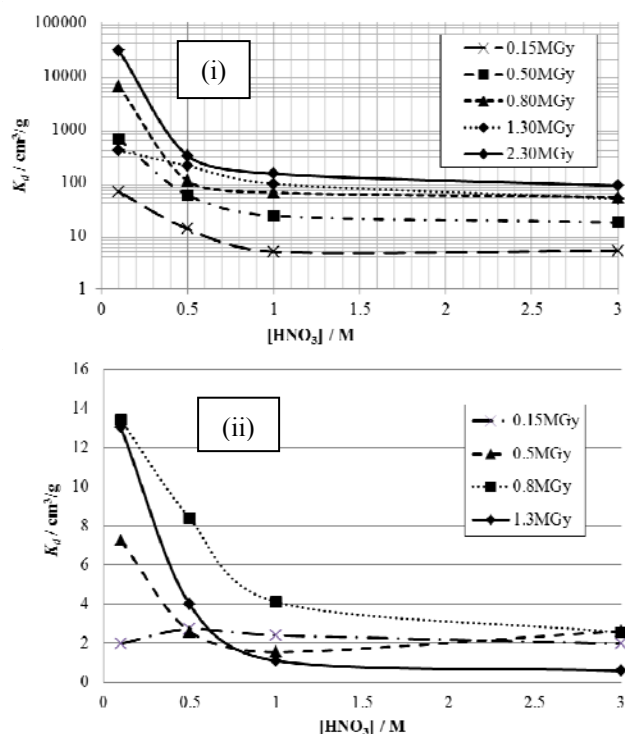 100000
10000
1000
100
10
1
K_d / cm³/g
(i)
0.15MGy
0.50MGy
0.80MGy
1.30MGy
2.30MGy
0 0.5 1 1.5 2 2.5 3
[HNO₃] / M
16
14
12
10
8
6
4
2
0
K_d / cm³/g
(ii)
0.15MGy
0.5MGy
0.8MGy
1.3MGy
0 0.5 1 1.5 2 2.5 3
[HNO₃] / M